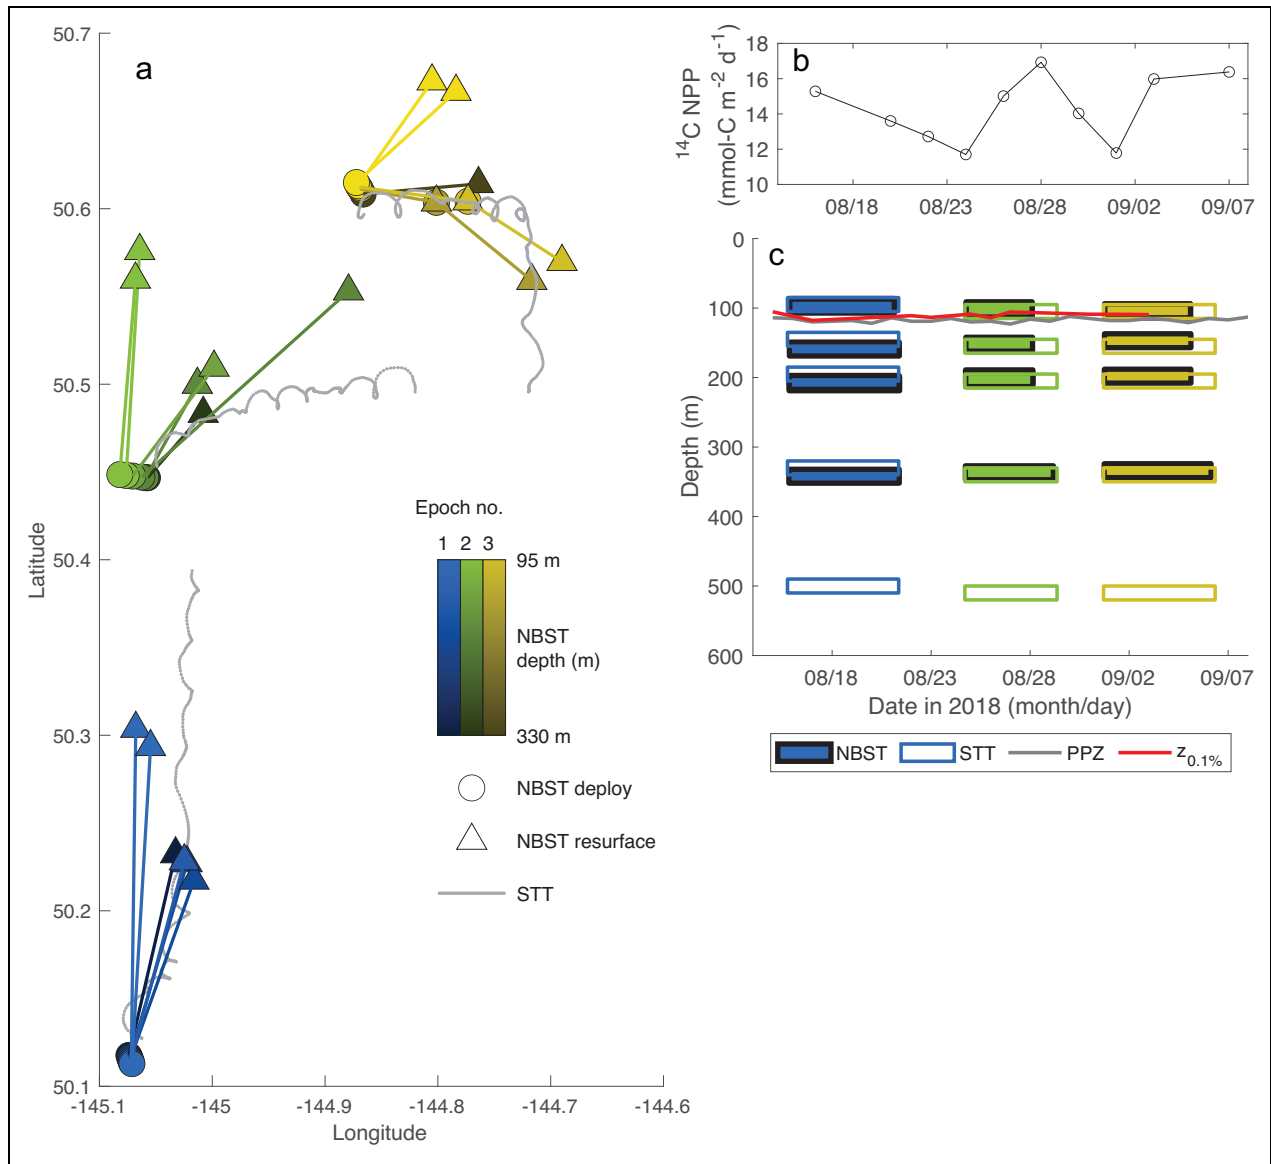 a
50.7
50.6
50.5
50.4
50.3
50.2
50.1
Latitude
-145.1
-145
-144.9
-144.8
-144.7
-144.6
Longitude
Epoch no.
1 2 3
95 m
NBST
depth (m)
330 m
NBST deploy
NBST resurface
STT
b
18
16
14
12
10
14C NPP
(mmol-C m-2 d-1)
08/18
08/23
08/28
09/02
09/07
c
0
100
200
300
400
500
600
Depth (m)
08/18
08/23
08/28
09/02
09/07
Date in 2018 (month/day)
NBST
STT
PPZ
z0.1%